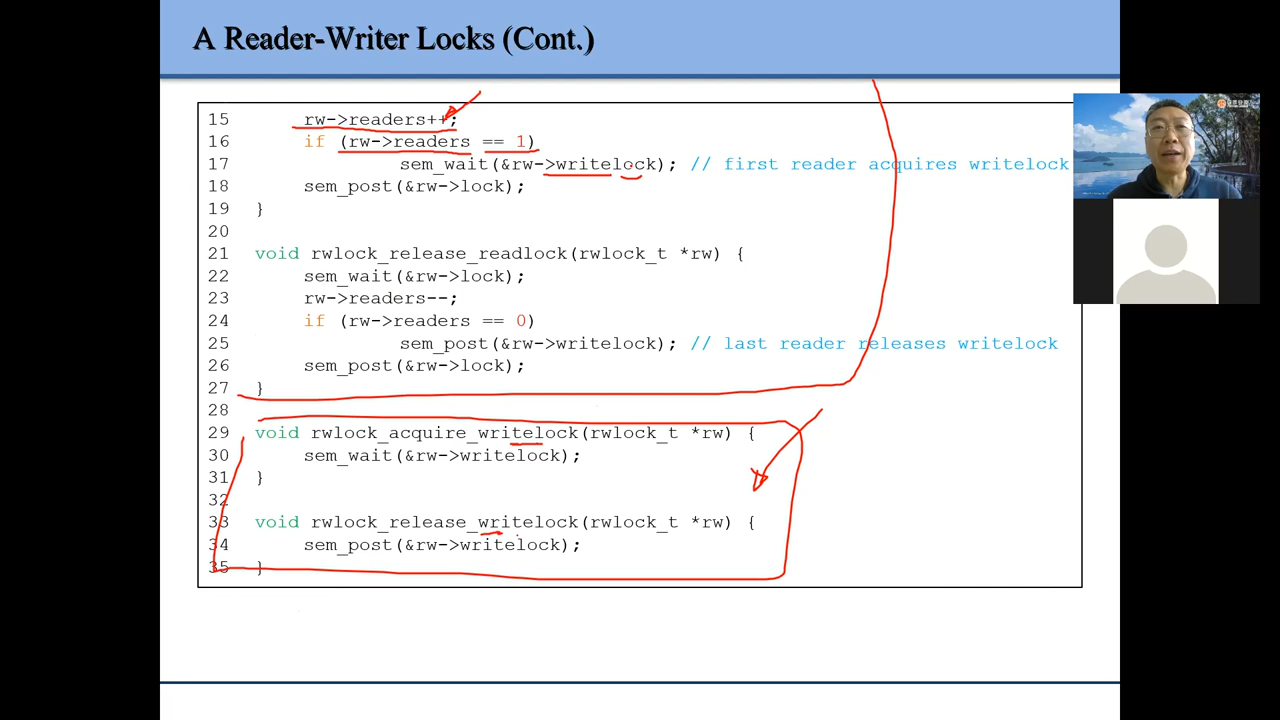 A Reader-Writer Locks (Cont.)
15 rw->readers++;
16 if (rw->readers == 1)
17 sem_wait(&rw->writelock); // first reader acquires writelock
18 sem_post(&rw->lock);
19 }
20
21 void rwlock_release_readlock(rwlock_t *rw) {
22 sem_wait(&rw->lock);
23 rw->readers--;
24 if (rw->readers == 0)
25 sem_post(&rw->writelock); // last reader releases writelock
26 sem_post(&rw->lock);
27 }
28
29 void rwlock_acquire_writelock(rwlock_t *rw) {
30 sem_wait(&rw->writelock);
31 }
32
33 void rwlock_release_writelock(rwlock_t *rw) {
34 sem_post(&rw->writelock);
35 }